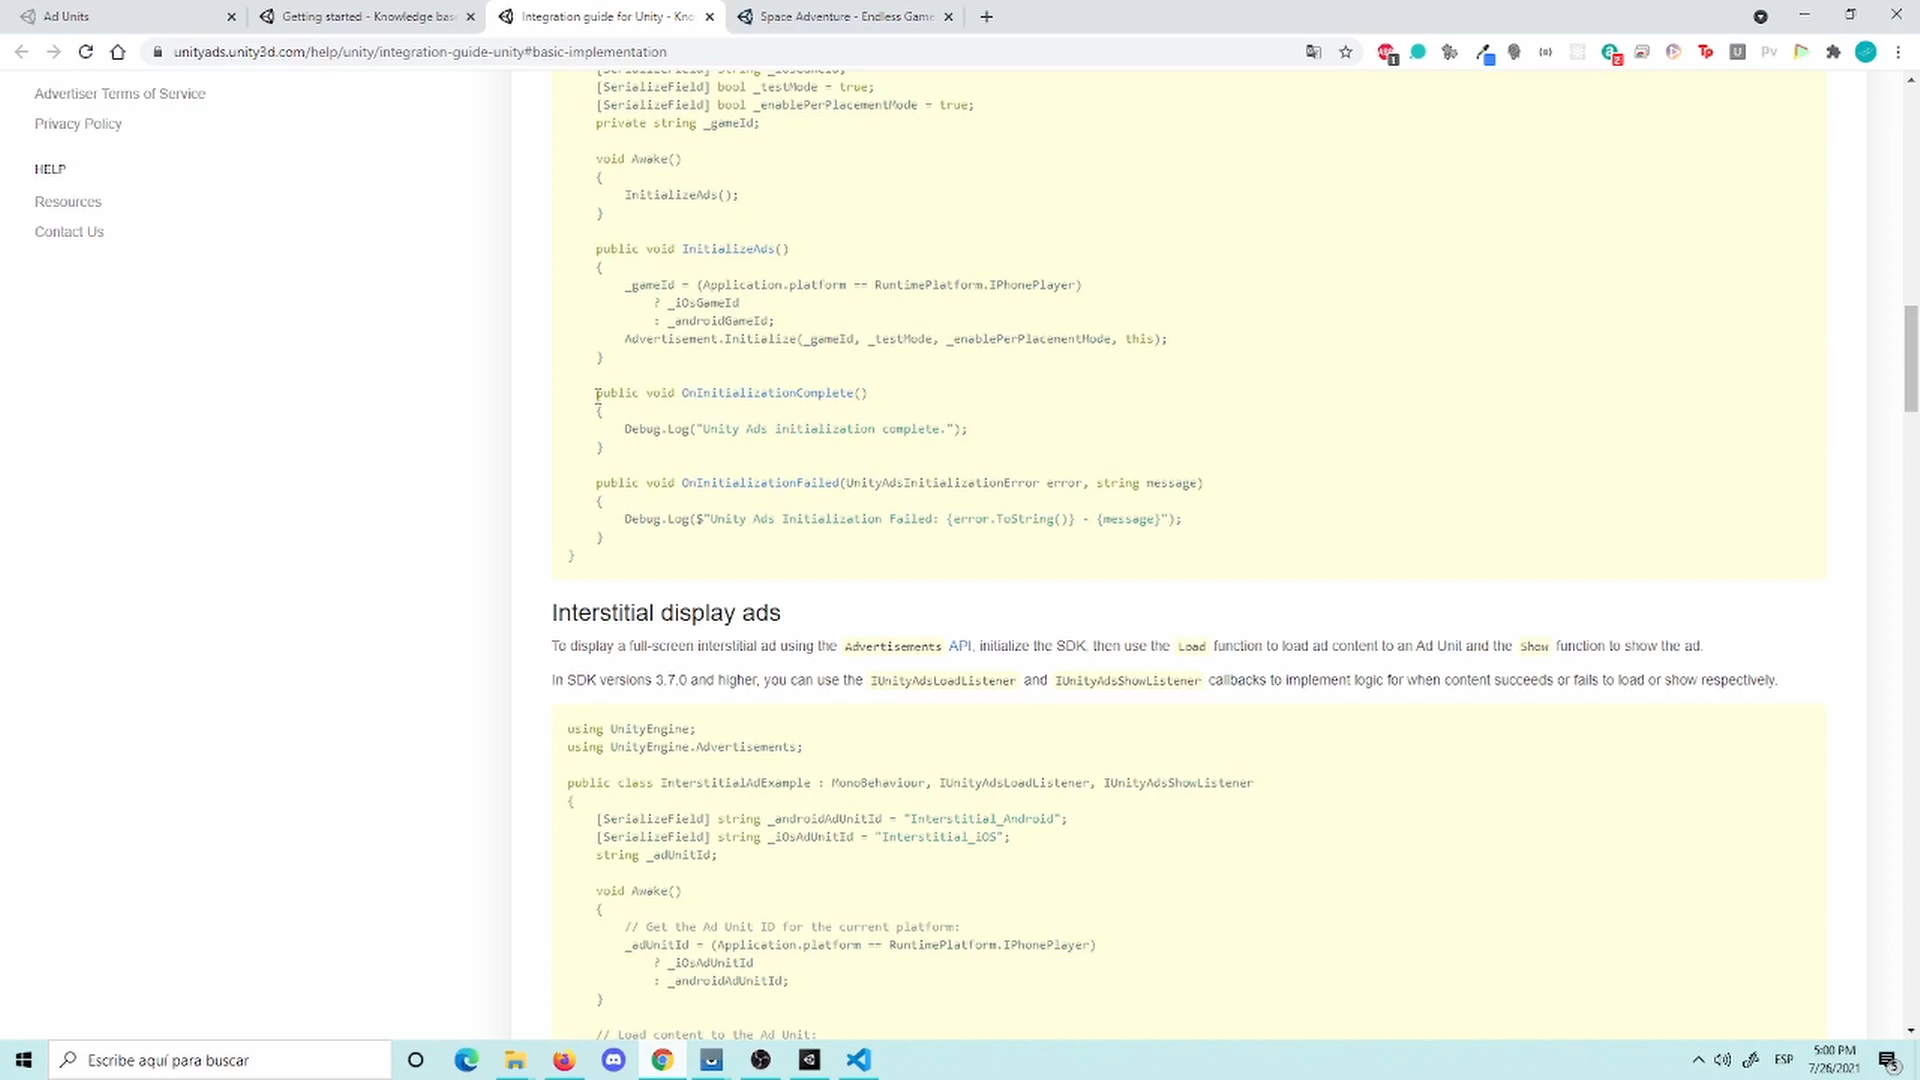 Ad Units
Getting started - Knowledge bas
Integration guide for Unity - Kno
Space Adventure - Endless Game
unityads.unity3d.com/help/unity/integration-guide-unity#basic-implementation
Advertiser Terms of Service
Privacy Policy
HELP
Resources
Contact Us
[SerializeField] string _iOsGameId;
[SerializeField] bool _testMode = true;
[SerializeField] bool _enablePerPlacementMode = true;
private string _gameId;
void Awake()
{
InitializeAds();
}
public void InitializeAds()
{
_gameId = (Application.platform == RuntimePlatform.IPhonePlayer)
? _iOsGameId
: _androidGameId;
Advertisement.Initialize(_gameId, _testMode, _enablePerPlacementMode, this);
}
public void OnInitializationComplete()
{
Debug.Log("Unity Ads initialization complete.");
}
public void OnInitializationFailed(UnityAdsInitializationError error, string message)
{
Debug.Log($"Unity Ads Initialization Failed: {error.ToString()} - {message}");
}
}
Interstitial display ads
To display a full-screen interstitial ad using the Advertisements API, initialize the SDK, then use the Load function to load ad content to an Ad Unit and the Show function to show the ad.
In SDK versions 3.7.0 and higher, you can use the IUnityAdsLoadListener and IUnityAdsShowListener callbacks to implement logic for when content succeeds or fails to load or show respectively.
using UnityEngine;
using UnityEngine.Advertisements;
public class InterstitialAdExample : MonoBehaviour, IUnityAdsLoadListener, IUnityAdsShowListener
{
[SerializeField] string _androidAdUnitId = "Interstitial_Android";
[SerializeField] string _iOsAdUnitId = "Interstitial_iOS";
string _adUnitId;
void Awake()
{
// Get the Ad Unit ID for the current platform:
_adUnitId = (Application.platform == RuntimePlatform.IPhonePlayer)
? _iOsAdUnitId
: _androidAdUnitId;
}
// Load content to the Ad Unit:
Escribe aquí para buscar
ESP
5:00 PM
7/26/2021